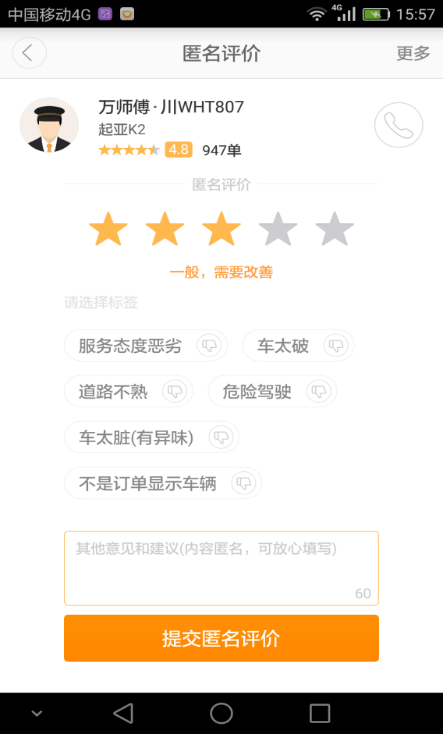 中国移动4G 4G 15:57
匿名评价 更多
万师傅·川WHT807
起亚K2
4.8 947单
匿名评价
一般，需要改善
请选择标签
服务态度恶劣 车太破
道路不熟 危险驾驶
车太脏(有异味)
不是订单显示车辆
其他意见和建议(内容匿名，可放心填写)
60
提交匿名评价